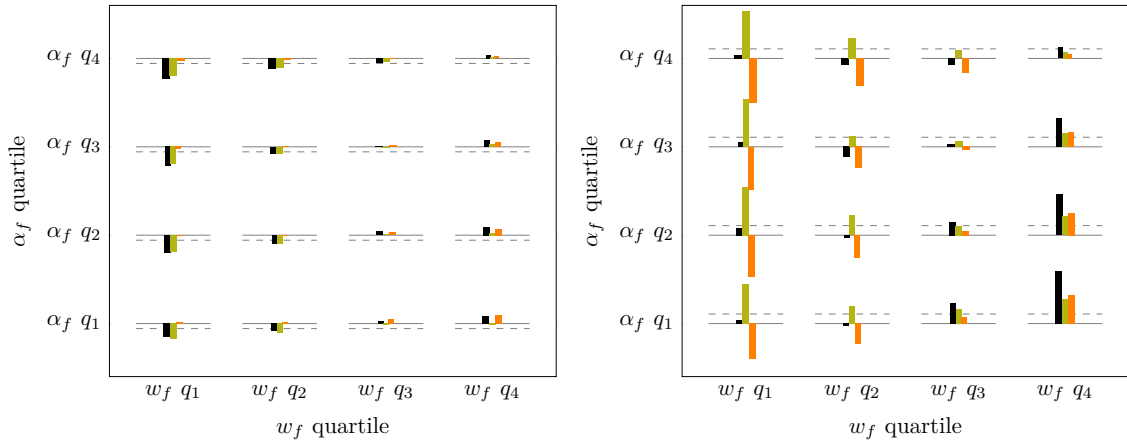 α_f q_4
α_f q_3
α_f q_2
α_f q_1
α_f quartile
w_f q_1 w_f q_2 w_f q_3 w_f q_4
w_f quartile
α_f q_4
α_f q_3
α_f q_2
α_f q_1
α_f quartile
w_f q_1 w_f q_2 w_f q_3 w_f q_4
w_f quartile